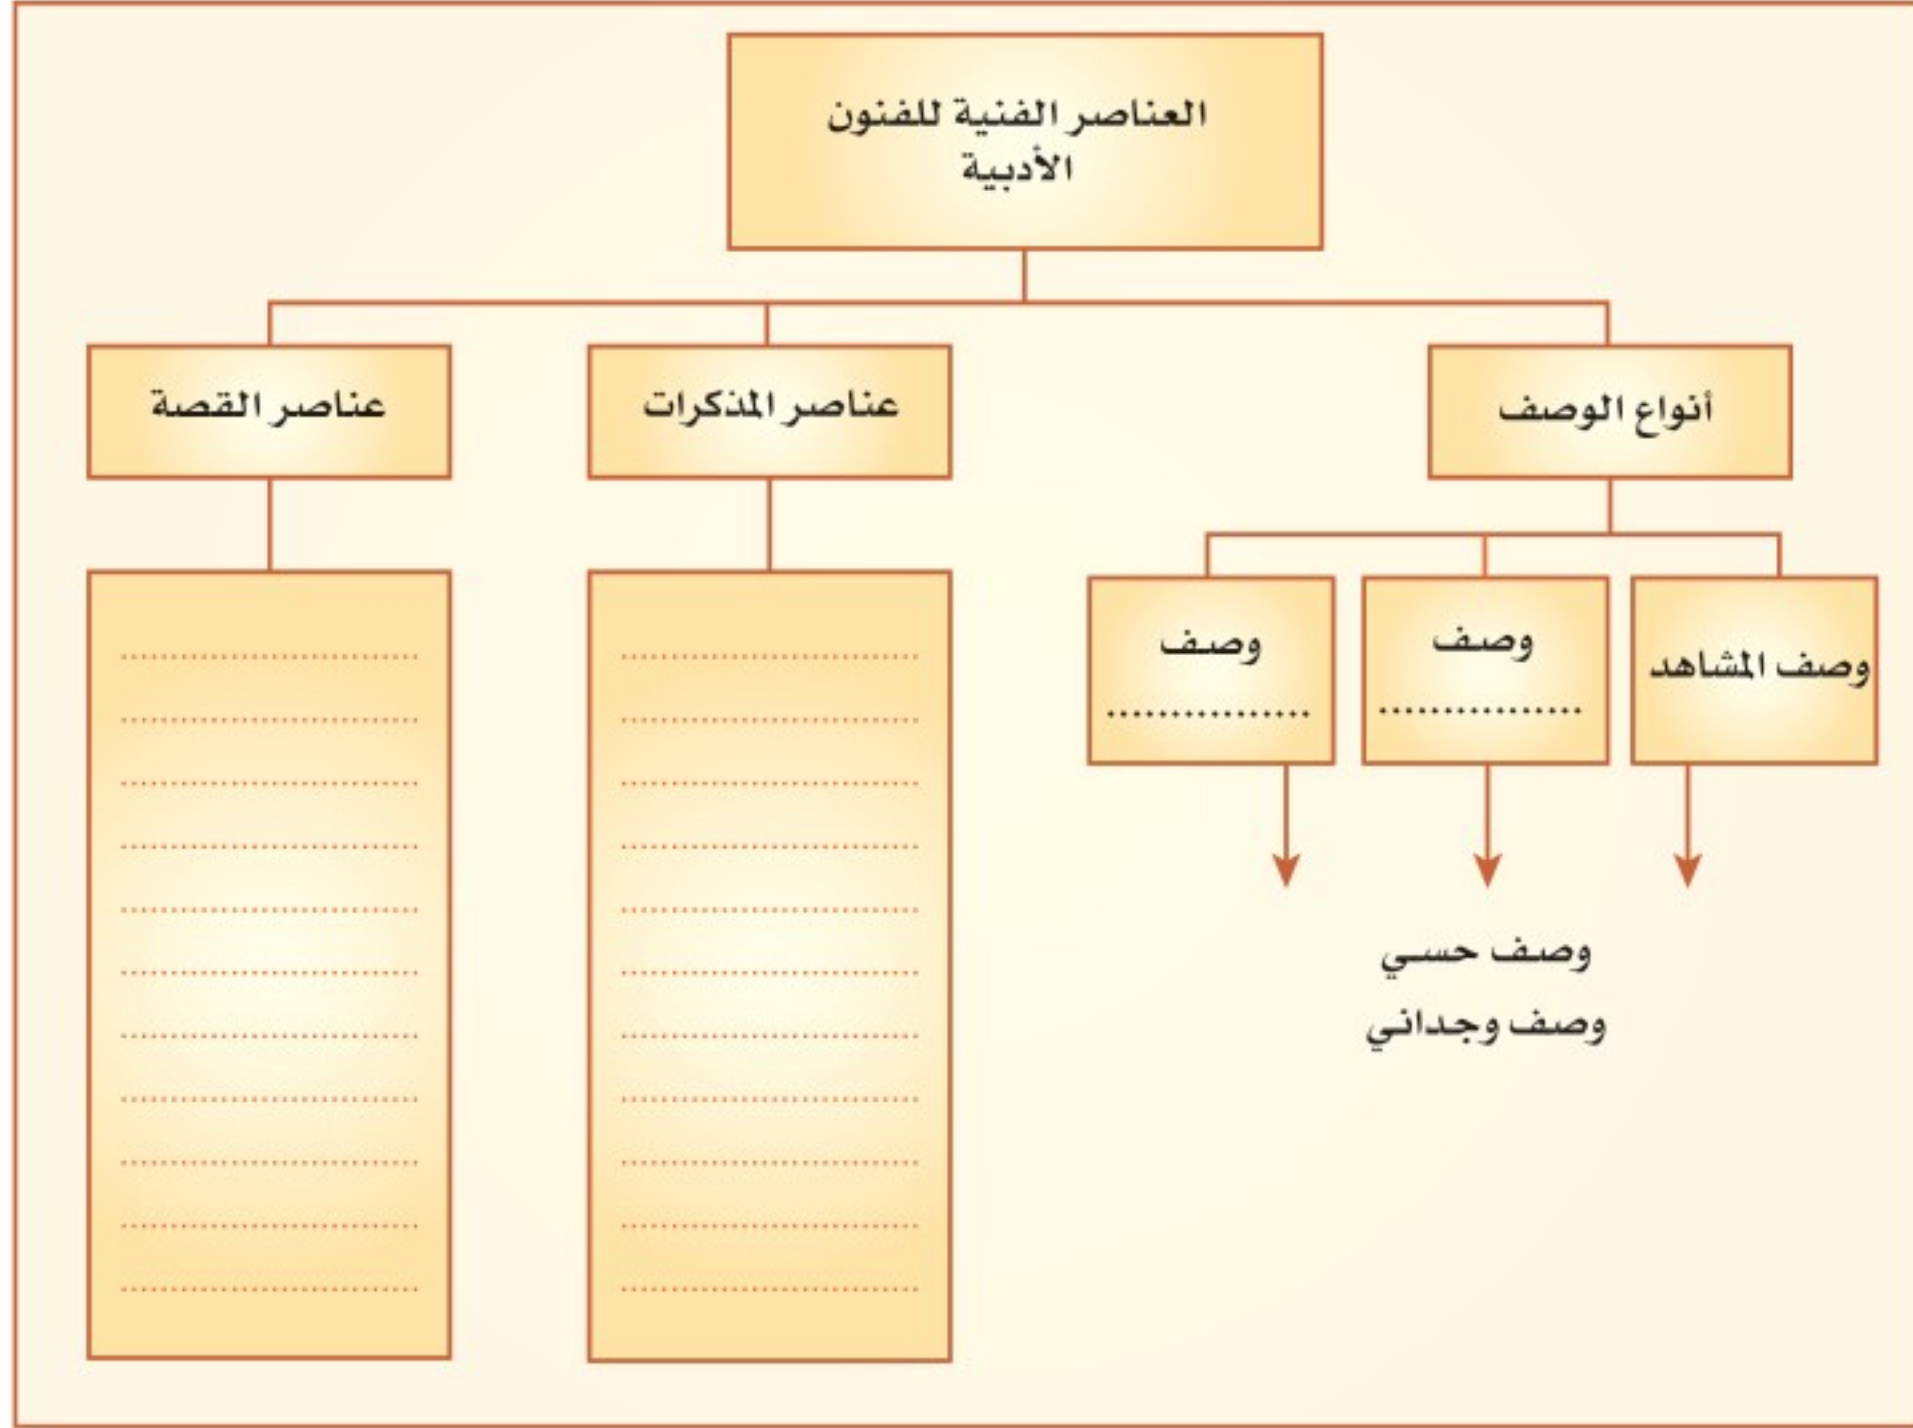 العناصر الفنية للفنون
الأدبية
أنواع الوصف
عناصر المذكرات
عناصر القصة
وصف المشاهد
وصف
................
وصف
................
وصف حسي
وصف وجداني